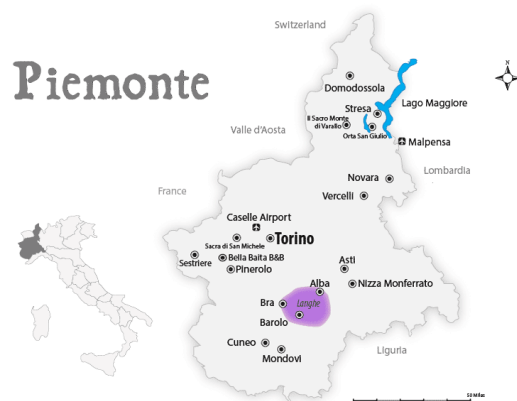 Switzerland
Piemonte
Domodossola
Lago Maggiore
Stresa
Il Sacro Monte
di Varallo
Orta San Giulio
Valle d'Aosta
Malpensa
Lombardia
Novara
France
Vercelli
Caselle Airport
Torino
Sacra di San Michele
Sestriere
Bella Baita B&B
Pinerolo
Asti
Nizza Monferrato
Alba
Langhe
Bra
Barolo
Cuneo
Mondovi
Liguria
50 Miles